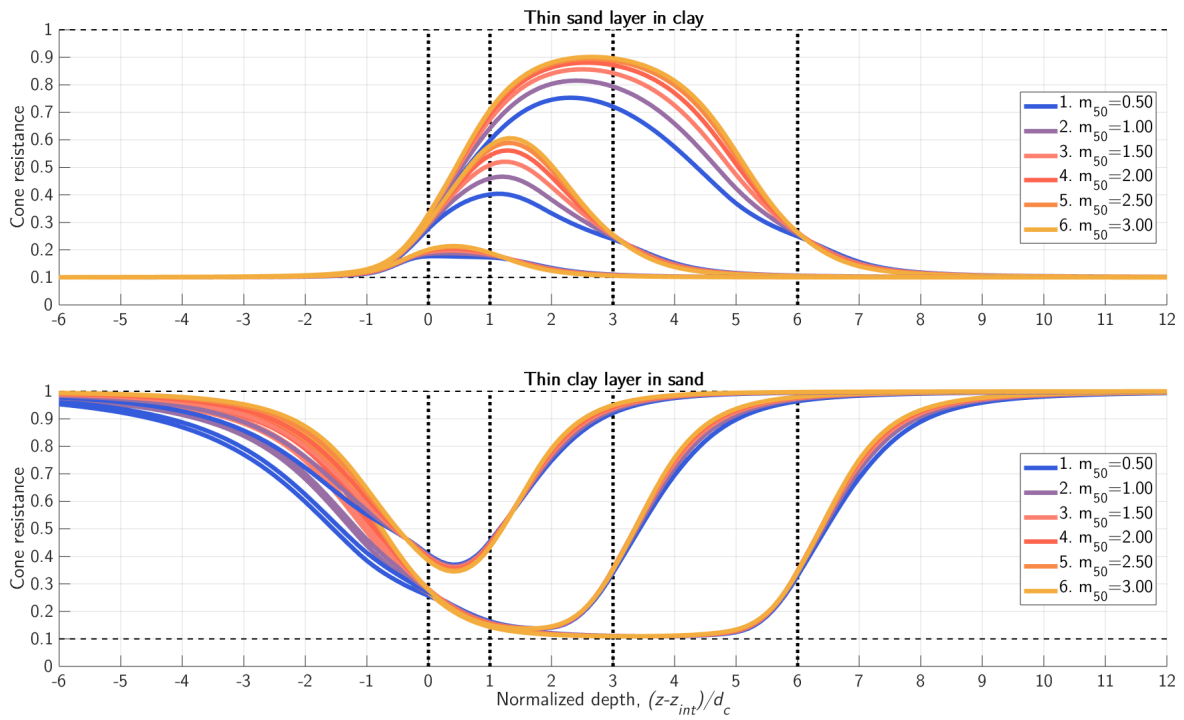 Thin sand layer in clay
Cone resistance
1
0.9
0.8
0.7
0.6
0.5
0.4
0.3
0.2
0.1
0
-6 -5 -4 -3 -2 -1 0 1 2 3 4 5 6 7 8 9 10 11 12
1. m50=0.50
2. m50=1.00
3. m50=1.50
4. m50=2.00
5. m50=2.50
6. m50=3.00
Thin clay layer in sand
Cone resistance
1
0.9
0.8
0.7
0.6
0.5
0.4
0.3
0.2
0.1
0
-6 -5 -4 -3 -2 -1 0 1 2 3 4 5 6 7 8 9 10 11 12
1. m50=0.50
2. m50=1.00
3. m50=1.50
4. m50=2.00
5. m50=2.50
6. m50=3.00
Normalized depth, (z-zint)/dc